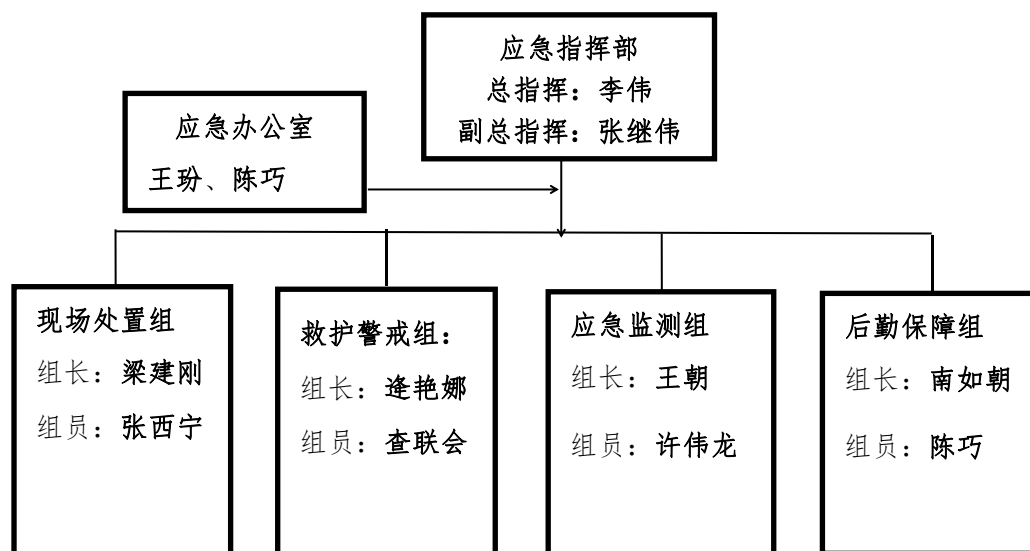 应急指挥部
总指挥：李伟
副总指挥：张继伟
应急办公室
王玢、陈巧
现场处置组
组长：梁建刚
组员：张西宁
救护警戒组：
组长：逄艳娜
组员：查联会
应急监测组
组长：王朝
组员：许伟龙
后勤保障组
组长：南如朝
组员：陈巧